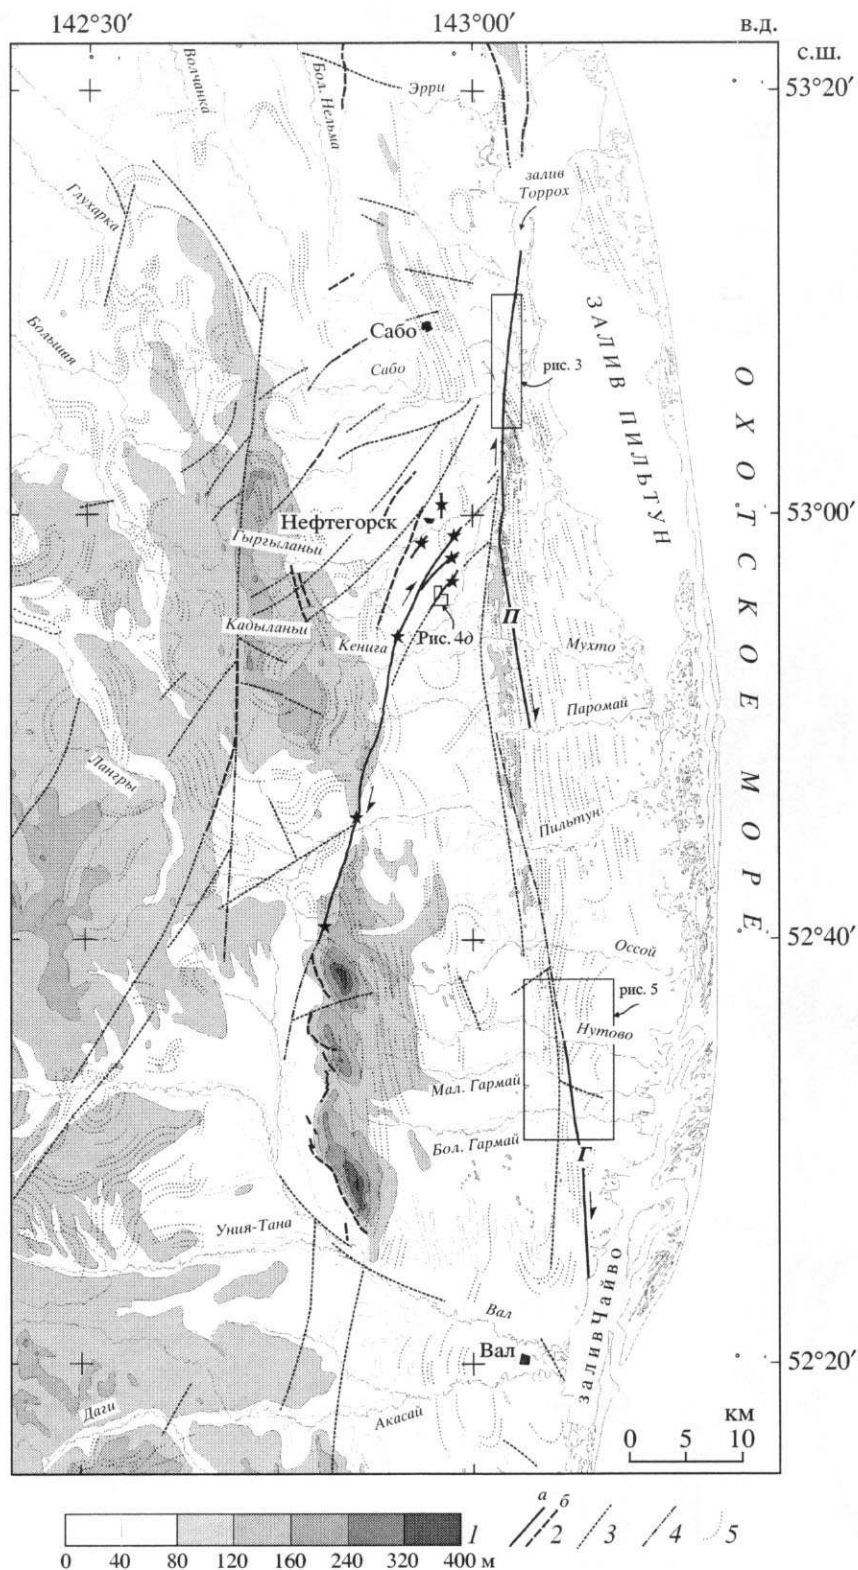 142°30′ 143°00′ в.д.
с.ш.
53°20′
Волчанка
Бол. Нельма
Эрри
залив
Торрох
Глухарка
ЗАЛИВ ПИЛЬТУН
Большая
Сабо
Сабо
рис. 3
ОХОТСКОЕ МОРЕ
53°00′
Нефтегорск
Гыргыланьи
П
Кадыланьи
Кенига
Рис. 4д
Мухто
Паромай
Лангры
Пильтун
52°40′
Оссой
рис. 5
Нутово
Мал. Гармай
Бол. Гармай
Г
Уния-Тана
Вал
залив Чайво
Вал
52°20′
Даги
Акасай
км
0 5 10
а б
1 2 3 4 5
0 40 80 120 160 240 320 400 м